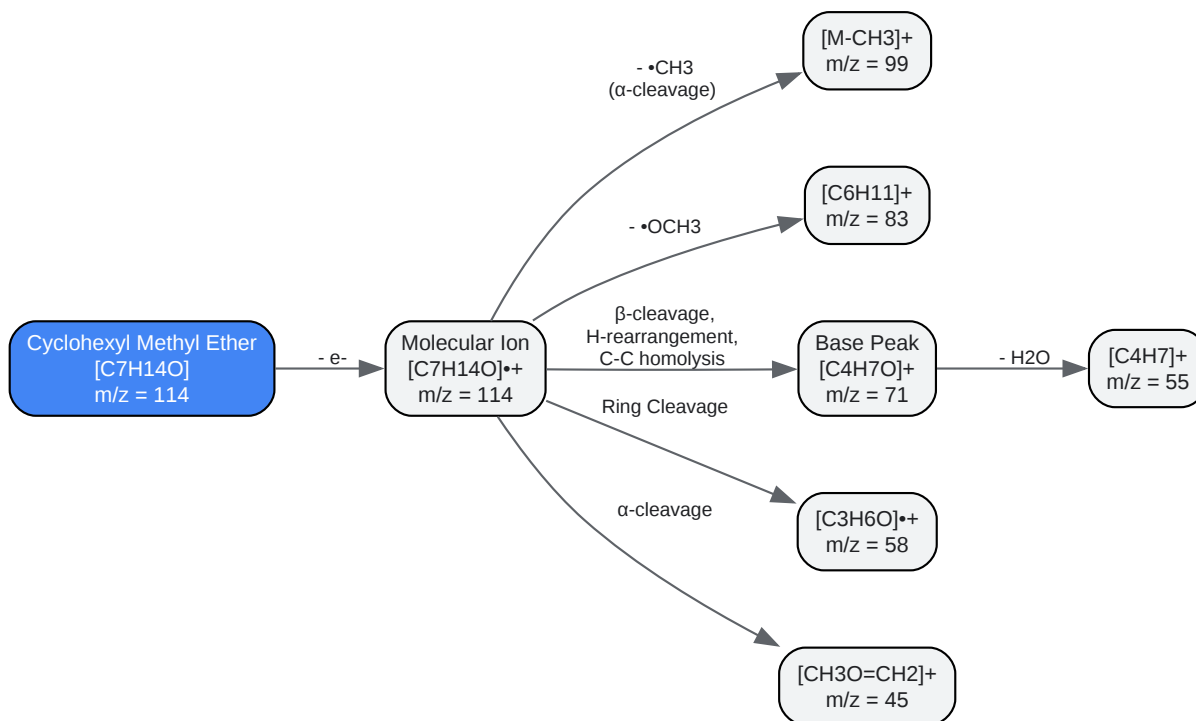 Cyclohexyl Methyl Ether
[C7H14O]
m/z = 114
- e-
Molecular Ion
[C7H14O]•+
m/z = 114
- •CH3
(α-cleavage)
[M-CH3]+
m/z = 99
- •OCH3
[C6H11]+
m/z = 83
β-cleavage,
H-rearrangement,
C-C homolysis
Base Peak
[C4H7O]+
m/z = 71
- H2O
[C4H7]+
m/z = 55
Ring Cleavage
[C3H6O]•+
m/z = 58
α-cleavage
[CH3O=CH2]+
m/z = 45